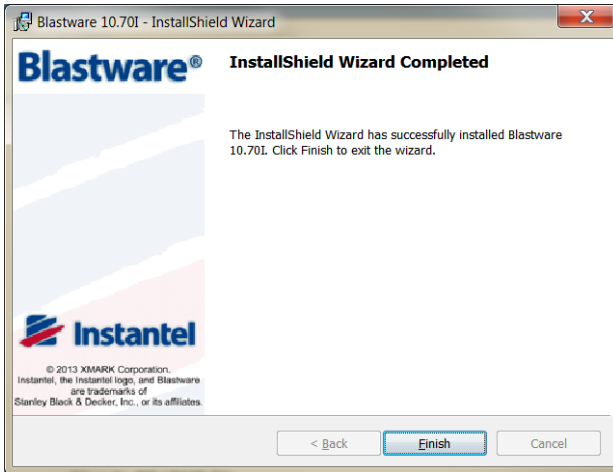 Blastware 10.70I - InstallShield Wizard
Blastware®
InstallShield Wizard Completed
The InstallShield Wizard has successfully installed Blastware
10.70I. Click Finish to exit the wizard.
Instantel
© 2013 XMARK Corporation.
Instantel, the Instantel logo, and Blastware
are trademarks of
Stanley Black & Decker, Inc., or its affiliates.
< Back
Finish
Cancel